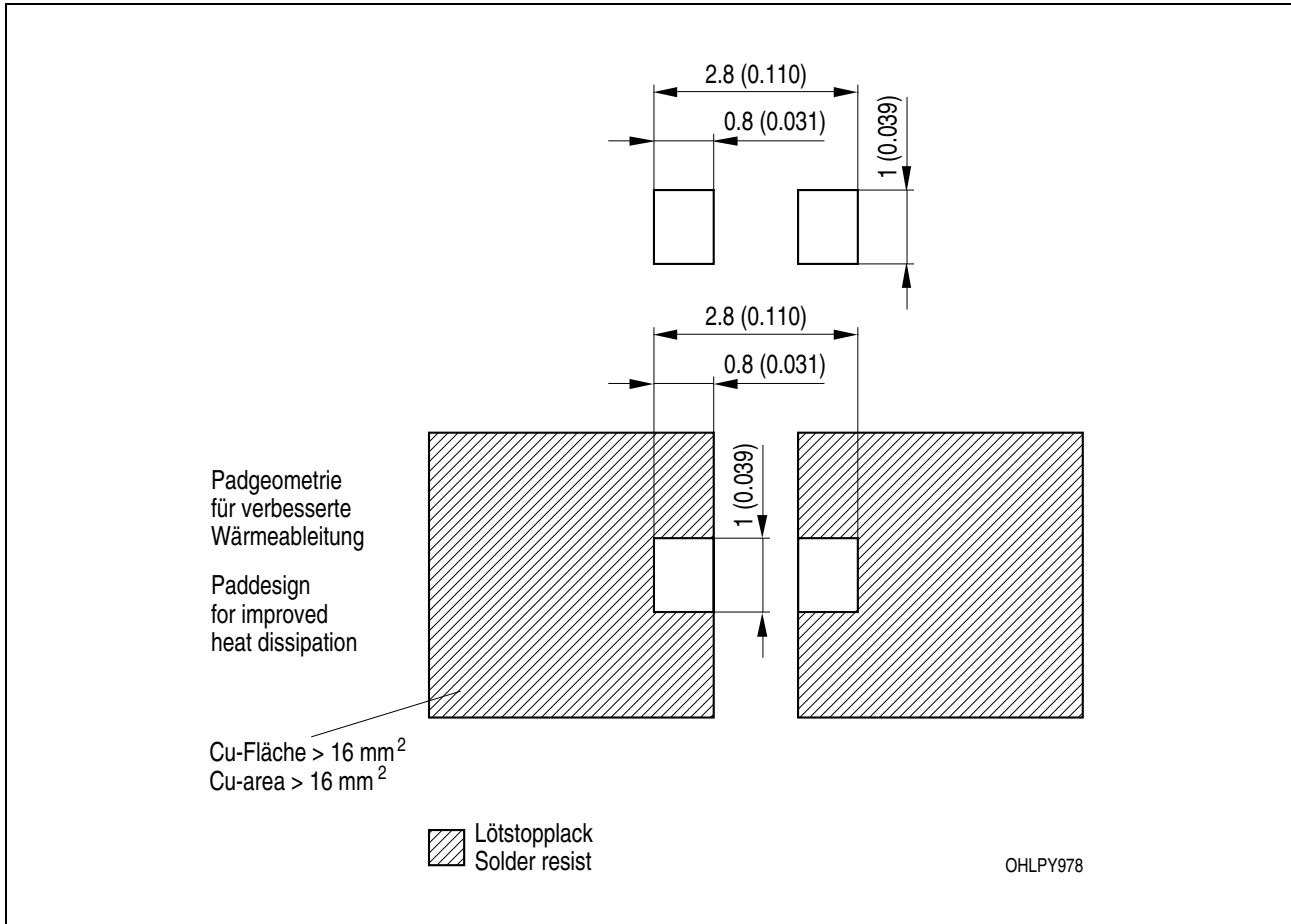 2.8 (0.110)
0.8 (0.031)
1 (0.039)
2.8 (0.110)
0.8 (0.031)
1 (0.039)
Padgeometrie
für verbesserte
Wärmeableitung
Paddesign
for improved
heat dissipation
Cu-Fläche > 16 mm²
Cu-area > 16 mm²
Lötstopplack
Solder resist
OHLPY978